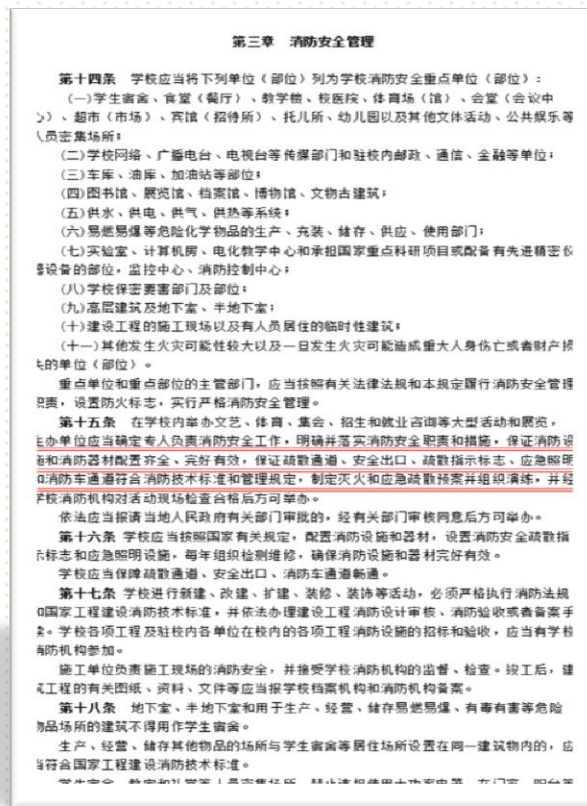 第三章 消防安全管理
第十四条 学校应当将下列单位（部位）列为学校消防安全重点单位（部位）：
（一）学生宿舍、食堂（餐厅）、教学楼、校医院、体育场（馆）、会堂（会议中
心）、超市（市场）、宾馆（招待所）、托儿所、幼儿园以及其他文体活动、公共娱乐等
人员密集场所；
（二）学校网络、广播电台、电视台等传媒部门和驻校内邮政、通信、金融等单位；
（三）车库、油库、加油站等部位；
（四）图书馆、展览馆、档案馆、博物馆、文物古建筑；
（五）供水、供电、供气、供热等系统；
（六）易燃易爆等危险化学物品的生产、充装、储存、供应、使用部门；
（七）实验室、计算机房、电化教学中心和承担国家重点科研项目或配备有先进精密仪
器设备的部位，监控中心、消防控制中心；
（八）学校保密要害部门及部位；
（九）高层建筑及地下室、半地下室；
（十）建设工程的施工现场以及有人员居住的临时性建筑；
（十一）其他发生火灾可能性较大以及一旦发生火灾可能造成重大人身伤亡或者财产损
失的单位（部位）。
重点单位和重点部位的主管部门，应当按照有关法律法规和本规定履行消防安全管理
职责，设置防火标志，实行严格消防安全管理。
第十五条 在学校内举办文艺、体育、集会、招生和就业咨询等大型活动和展览，
主办单位应当确定专人负责消防安全工作，明确并落实消防安全职责和措施，保证消防设
施和消防器材配置齐全、完好有效，保证疏散通道、安全出口、疏散指示标志、应急照明
和消防车通道符合消防技术标准和管理规定，制定灭火和应急疏散预案并组织演练，并经
学校消防机构对活动现场检查合格后方可举办。
依法应当报请当地人民政府有关部门审批的，经有关部门审核同意后方可举办。
第十六条 学校应当按照国家有关规定，配置消防设施和器材，设置消防安全疏散指
示标志和应急照明设施，每年组织检测维修，确保消防设施和器材完好有效。
学校应当保障疏散通道、安全出口、消防车通道畅通。
第十七条 学校进行新建、改建、扩建、装修、装饰等活动，必须严格执行消防法规
和国家工程建设消防技术标准，并依法办理建设工程消防设计审核、消防验收或者备案手
续。学校各项工程及驻校内各单位在校内的各项工程消防设施的招标和验收，应当有学校
消防机构参加。
施工单位负责施工现场的消防安全，并接受学校消防机构的监督、检查。竣工后，建
筑工程的有关图纸、资料、文件等应当报学校档案机构和消防机构备案。
第十八条 地下室、半地下室和用于生产、经营、储存易燃易爆、有毒有害等危险
物品场所的建筑不得用作学生宿舍。
生产、经营、储存其他物品的场所与学生宿舍等居住场所设置在同一建筑物内的，应
当符合国家工程建设消防技术标准。